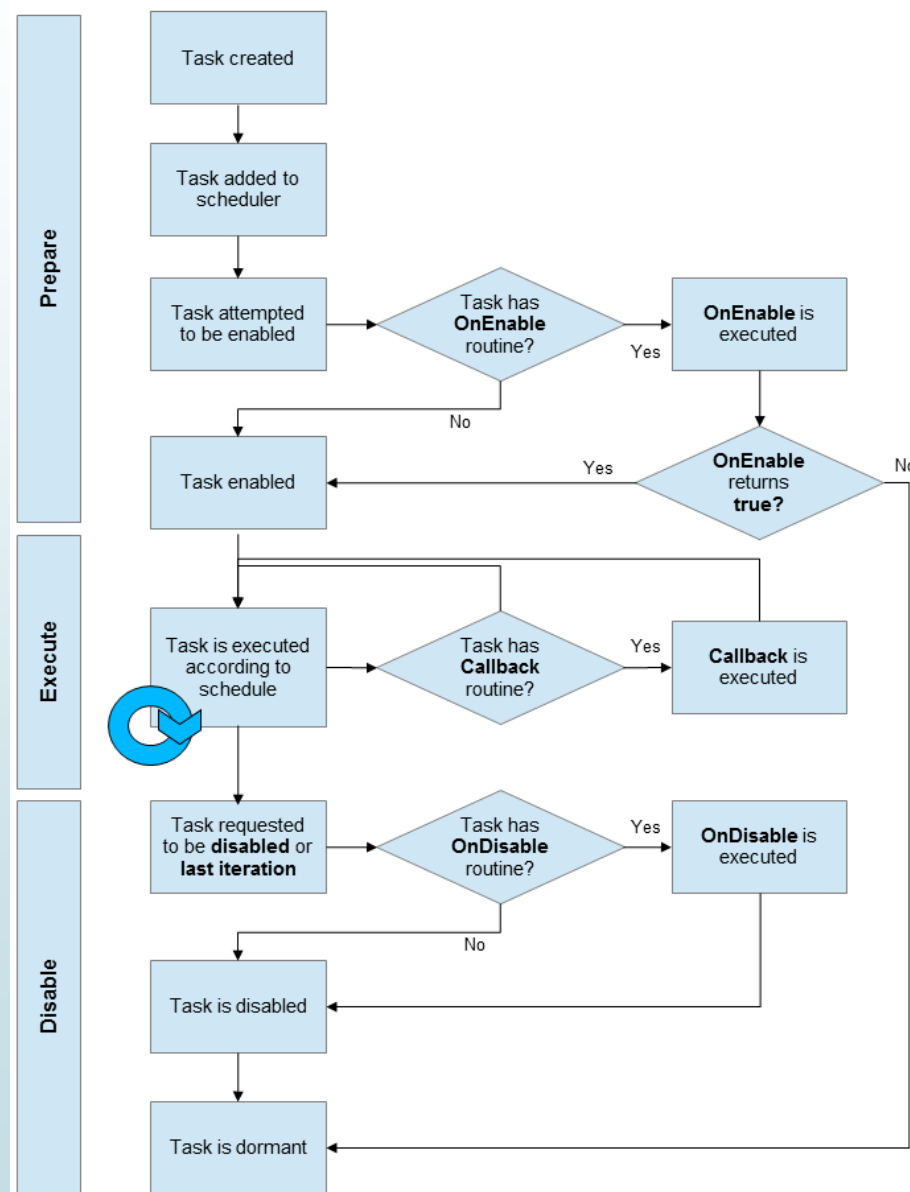 Prepare
Task created
Task added to
scheduler
Task attempted
to be enabled
Task has
OnEnable
routine?
Yes
OnEnable is
executed
No
Task enabled
Yes
OnEnable
returns
true?
No
Execute
Task is executed
according to
schedule
Task has
Callback
routine?
Yes
Callback is
executed
Disable
Task requested
to be disabled or
last iteration
Task has
OnDisable
routine?
Yes
OnDisable is
executed
No
Task is disabled
Task is dormant